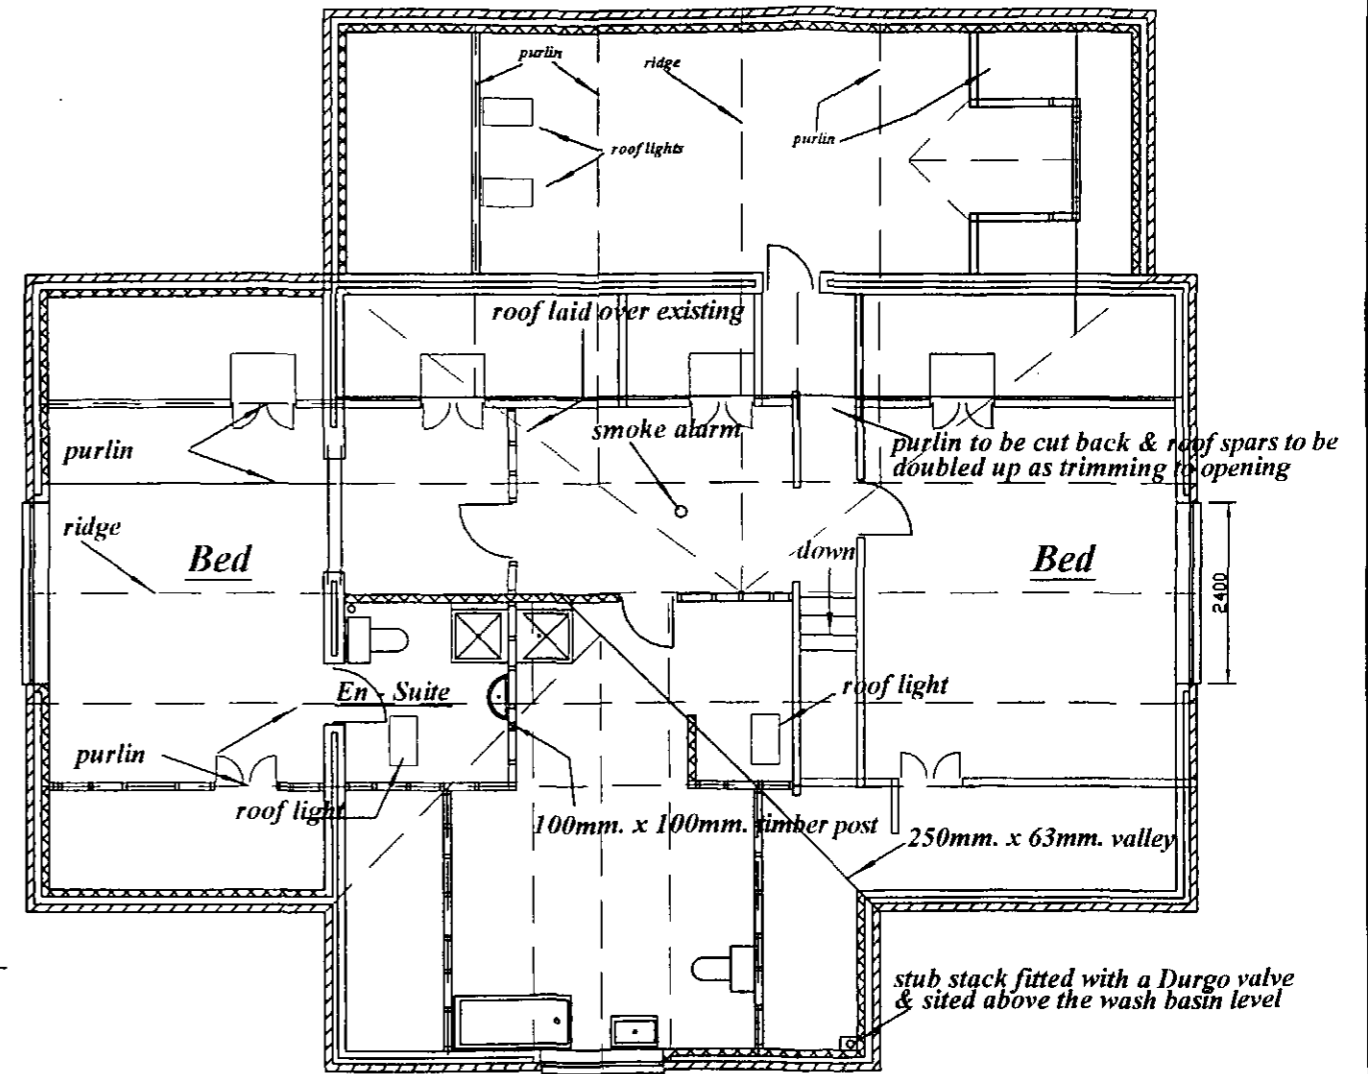 purlin
ridge
roof lights
purlin
roof laid over existing
smoke alarm
purlin to be cut back & roof spars to be
doubled up as trimming to opening
purlin
ridge
Bed
down
Bed
2400
En - Suite
roof light
purlin
roof light
100mm. x 100mm. timber post
250mm. x 63mm. valley
stub stack fitted with a Durgo valve
& sited above the wash basin level